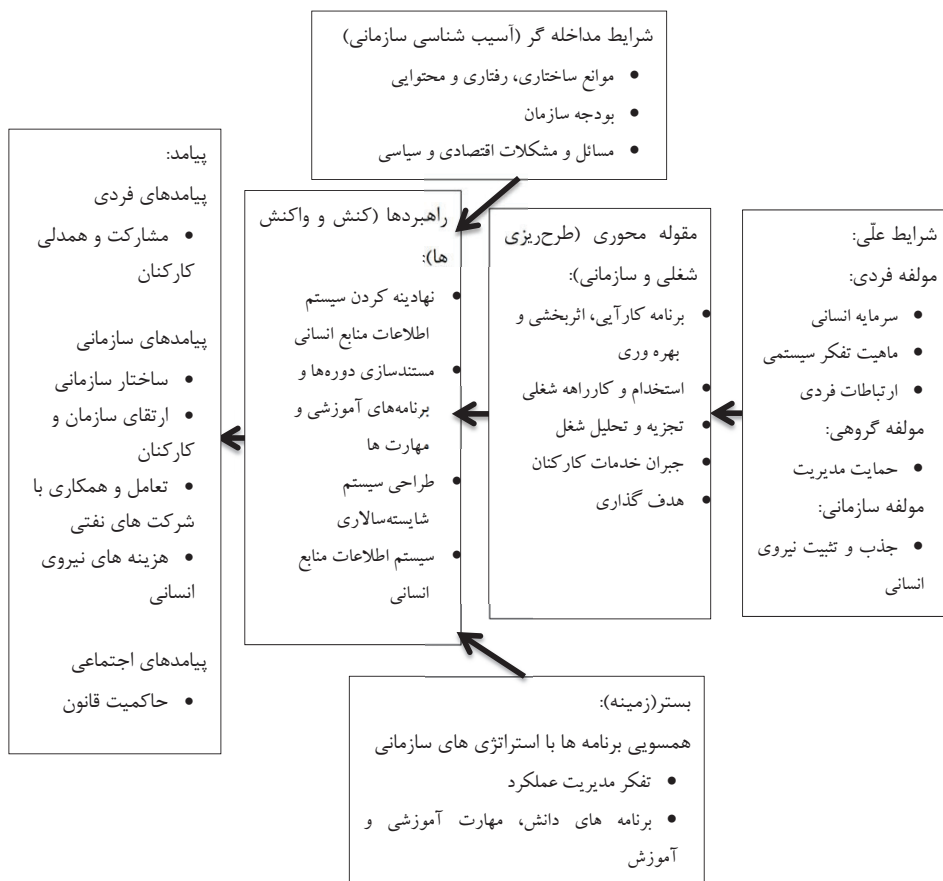 شرایط مداخله گر (آسیب شناسی سازمانی)
• موانع ساختاری، رفتاری و محتوایی
• بودجه سازمان
• مسائل و مشکلات اقتصادی و سیاسی
شرایط علّی:
مولفه فردی:
• سرمایه انسانی
• ماهیت تفکر سیستمی
• ارتباطات فردی
مولفه گروهی:
• حمایت مدیریت
مولفه سازمانی:
• جذب و تثبیت نیروی
انسانی
مقوله محوری (طرح‌ریزی
شغلی و سازمانی):
• برنامه کارآیی، اثربخشی و
بهره وری
• استخدام و کارراهه شغلی
• تجزیه و تحلیل شغل
• جبران خدمات کارکنان
• هدف گذاری
راهبردها (کنش و واکنش
ها):
• نهادینه کردن سیستم
اطلاعات منابع انسانی
• مستندسازی دوره‌ها و
برنامه‌های آموزشی و
مهارت ها
• طراحی سیستم
شایسته‌سالاری
• سیستم اطلاعات منابع
انسانی
پیامد:
پیامدهای فردی
• مشارکت و همدلی
کارکنان
پیامدهای سازمانی
• ساختار سازمانی
• ارتقای سازمان و
کارکنان
• تعامل و همکاری با
شرکت های نفتی
• هزینه های نیروی
انسانی
پیامدهای اجتماعی
• حاکمیت قانون
بستر(زمینه):
همسویی برنامه ها با استراتژی های سازمانی
• تفکر مدیریت عملکرد
• برنامه های دانش، مهارت آموزشی و
آموزش